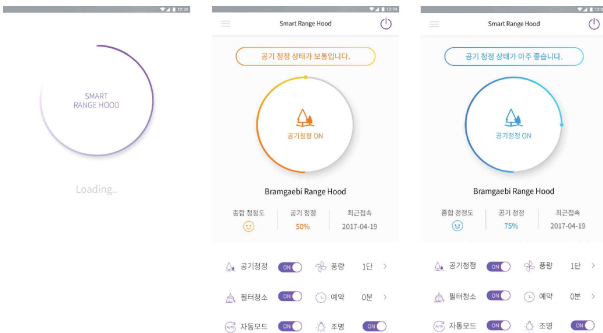 12:30
SMART
RANGE HOOD
Loading..
12:30
Smart Range Hood
공기 청정 상태가 보통입니다.
공기청정 ON
Bramgaebi Range Hood
종합 청정도 공기 청정 최근접속
50% 2017-04-19
공기청정 ON 풍량 1단 >
필터청소 ON 예약 0분 >
자동모드 ON 조명 ON
12:30
Smart Range Hood
공기 청정 상태가 아주 좋습니다.
공기청정 ON
Bramgaebi Range Hood
종합 청정도 공기 청정 최근접속
75% 2017-04-19
공기청정 ON 풍량 1단 >
필터청소 ON 예약 0분 >
자동모드 ON 조명 ON